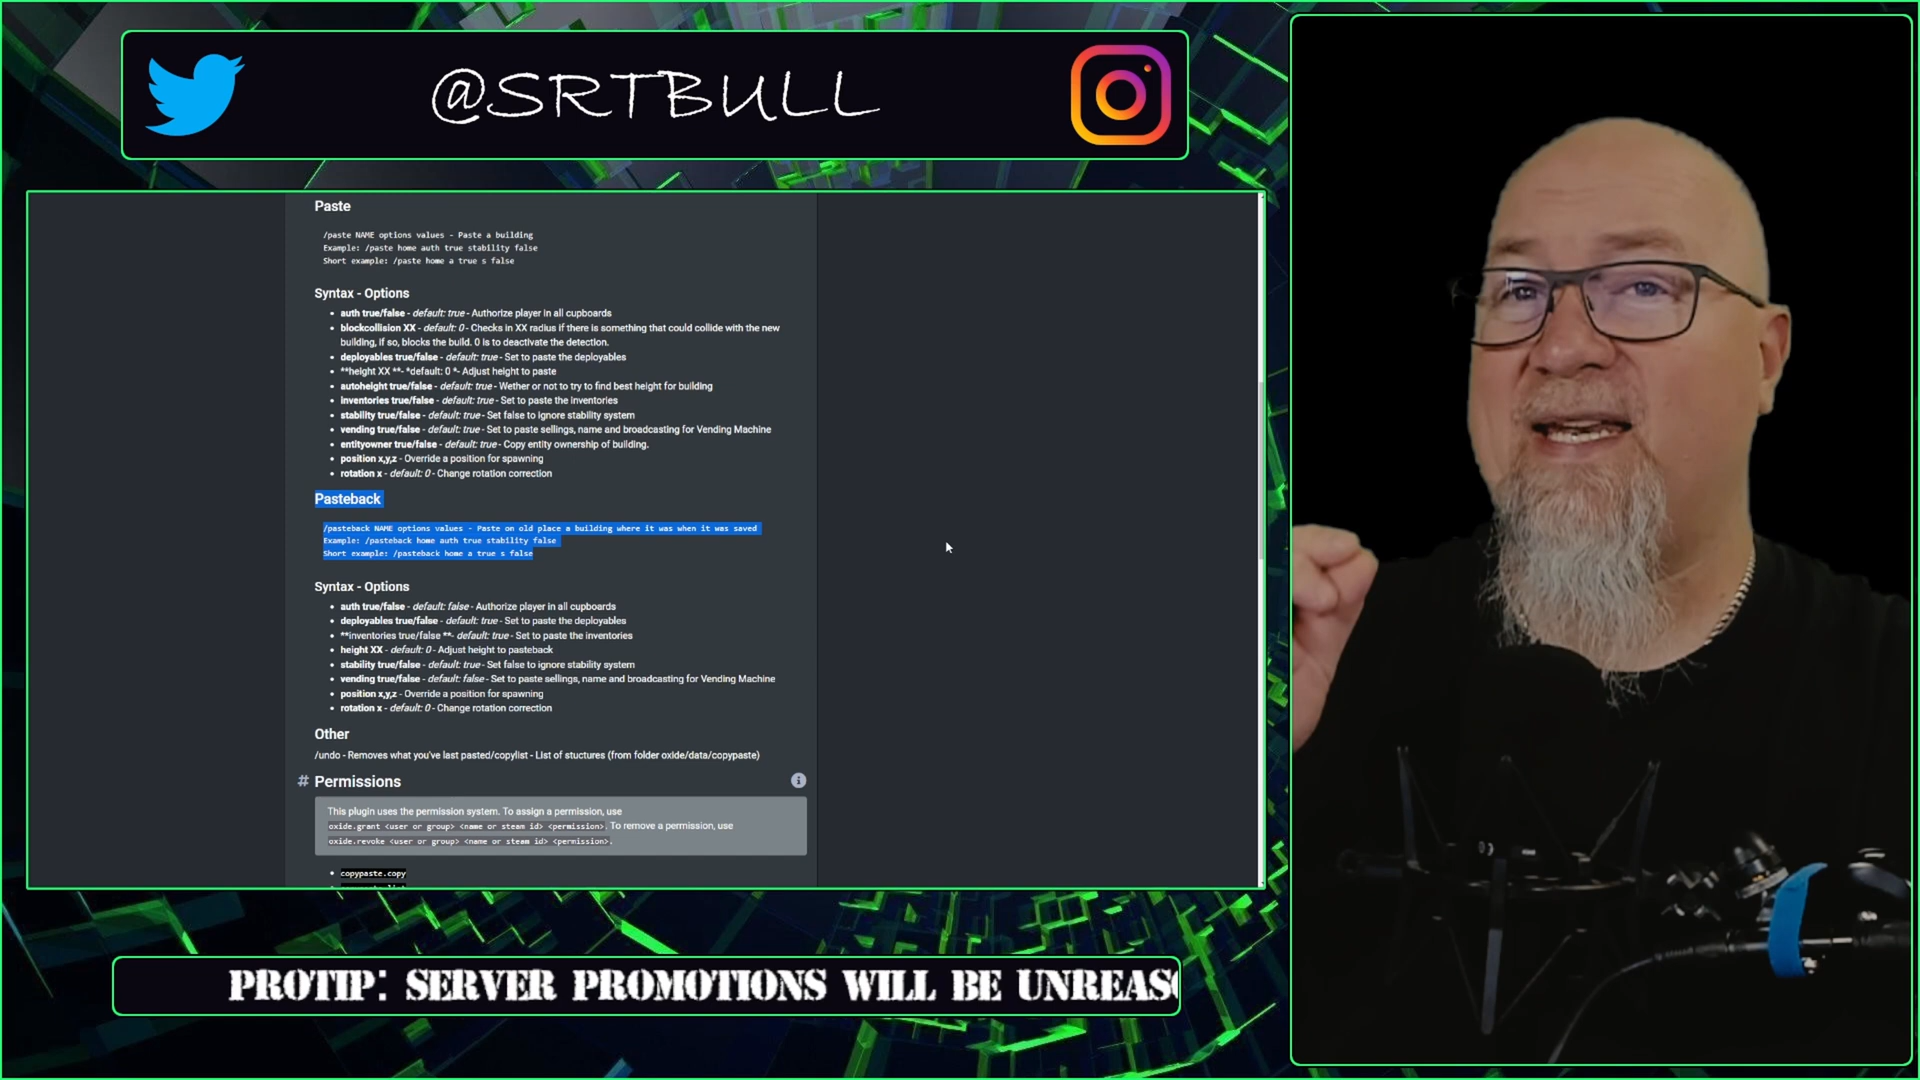 @SRTBULL
Paste
/paste NAME options values - Paste a building
Example: /paste home auth true stability false
Short example: /paste home a true s false
Syntax - Options
• auth true/false - default: true - Authorize player in all cupboards
• blockcollision XX - default: 0 - Checks in XX radius if there is something that could collide with the new
building, if so, blocks the build. 0 is to deactivate the detection.
• deployables true/false - default: true - Set to paste the deployables
• **height XX **- *default: 0 *- Adjust height to paste
• autoheight true/false - default: true - Wether or not to try to find best height for building
• inventories true/false - default: true - Set to paste the inventories
• stability true/false - default: true - Set false to ignore stability system
• vending true/false - default: true - Set to paste sellings, name and broadcasting for Vending Machine
• entityowner true/false - default: true - Copy entity ownership of building.
• position x,y,z - Override a position for spawning
• rotation x - default: 0 - Change rotation correction
Pasteback
/pasteback NAME options values - Paste on old place a building where it was when it was saved
Example: /pasteback home auth true stability false
Short example: /pasteback home a true s false
Syntax - Options
• auth true/false - default: false - Authorize player in all cupboards
• deployables true/false - default: true - Set to paste the deployables
• **inventories true/false **- default: true - Set to paste the inventories
• height XX - default: 0 - Adjust height to pasteback
• stability true/false - default: true - Set false to ignore stability system
• vending true/false - default: false - Set to paste sellings, name and broadcasting for Vending Machine
• position x,y,z - Override a position for spawning
• rotation x - default: 0 - Change rotation correction
Other
/undo - Removes what you've last pasted/copylist - List of stuctures (from folder oxide/data/copypaste)
# Permissions
This plugin uses the permission system. To assign a permission, use
oxide.grant <user or group> <name or steam id> <permission>. To remove a permission, use
oxide.revoke <user or group> <name or steam id> <permission>.
• copypaste.copy
PROTIP: SERVER PROMOTIONS WILL BE UNREAS